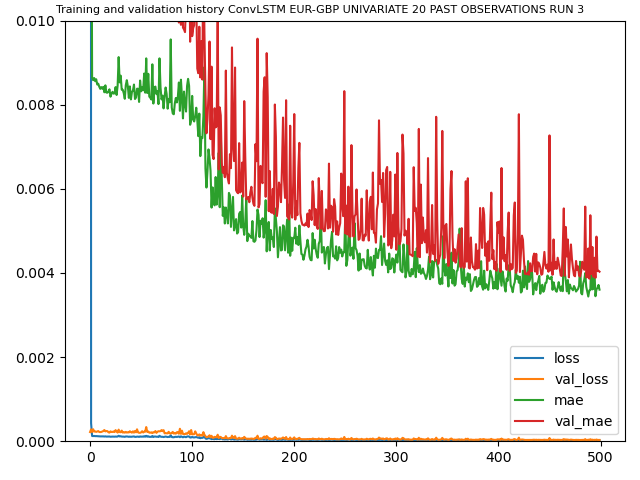 Training and validation history ConvLSTM EUR-GBP UNIVARIATE 20 PAST OBSERVATIONS RUN 3
0.010
0.008
0.006
0.004
0.002
0.000
loss
val_loss
mae
val_mae
0 100 200 300 400 500